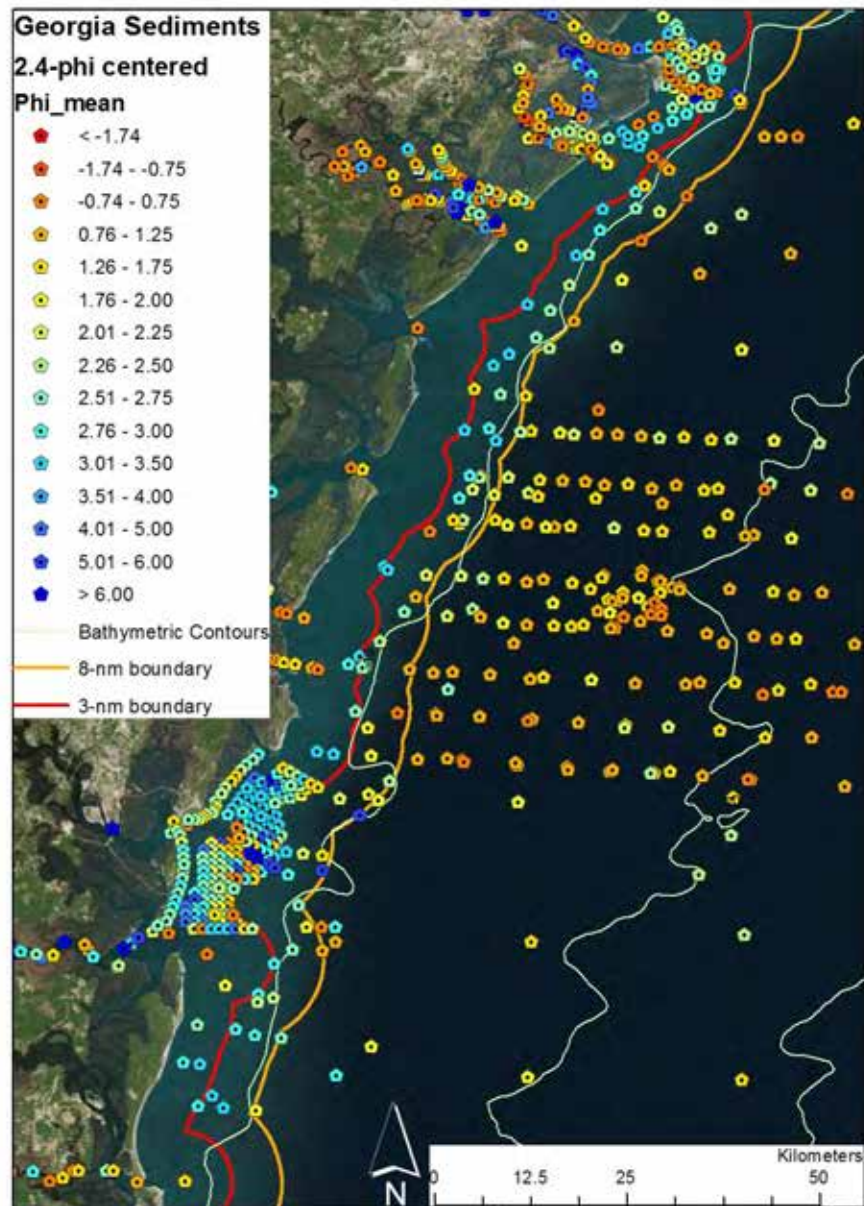 Georgia Sediments
2.4-phi centered
Phi_mean
< -1.74
-1.74 - -0.75
-0.74 - 0.75
0.76 - 1.25
1.26 - 1.75
1.76 - 2.00
2.01 - 2.25
2.26 - 2.50
2.51 - 2.75
2.76 - 3.00
3.01 - 3.50
3.51 - 4.00
4.01 - 5.00
5.01 - 6.00
> 6.00
Bathymetric Contours
8-nm boundary
3-nm boundary
N
Kilometers
0 12.5 25 50